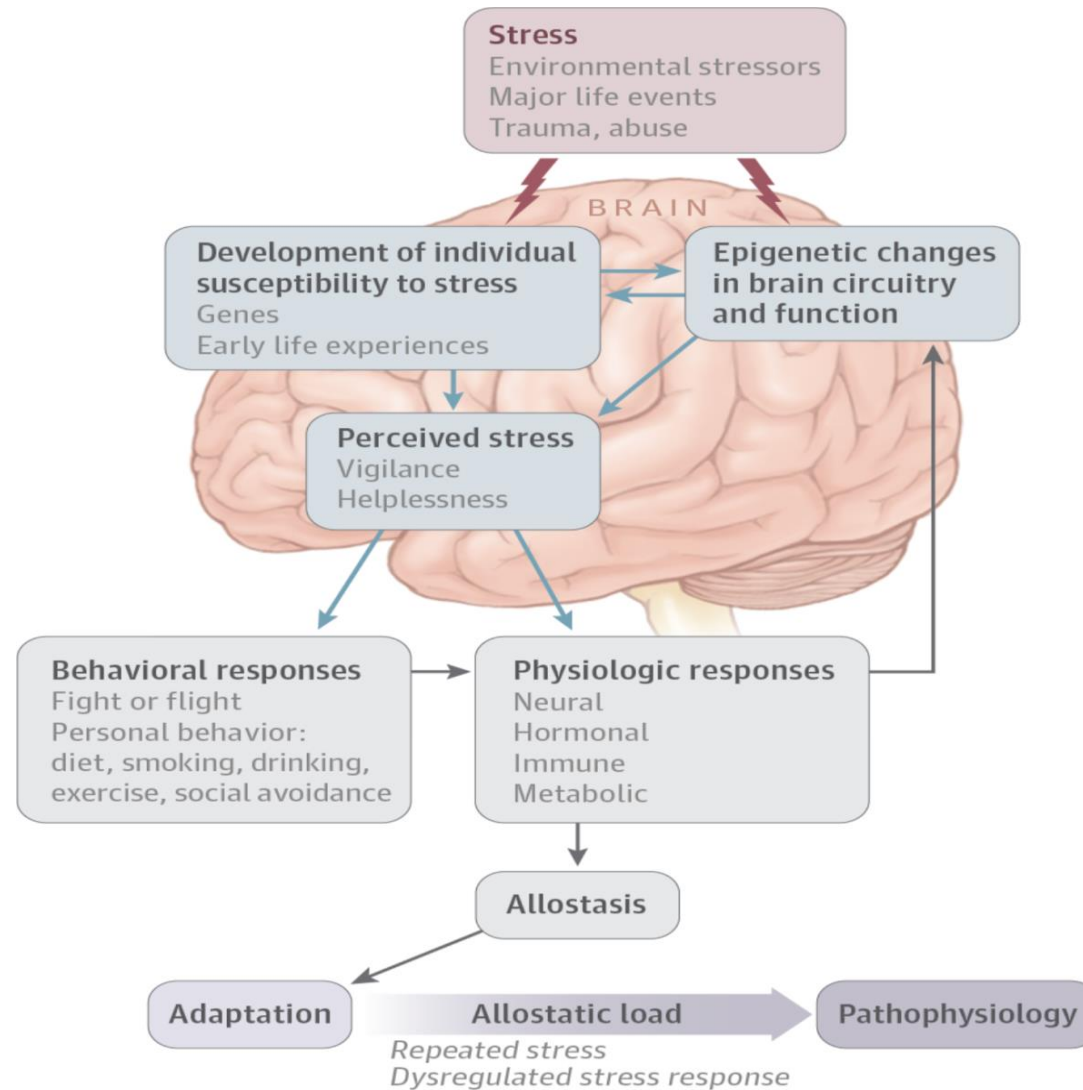 Stress
Environmental stressors
Major life events
Trauma, abuse
BRAIN
Development of individual
susceptibility to stress
Genes
Early life experiences
Epigenetic changes
in brain circuitry
and function
Perceived stress
Vigilance
Helplessness
Behavioral responses
Fight or flight
Personal behavior:
diet, smoking, drinking,
exercise, social avoidance
Physiologic responses
Neural
Hormonal
Immune
Metabolic
Allostasis
Adaptation
Allostatic load
Pathophysiology
Repeated stress
Dysregulated stress response